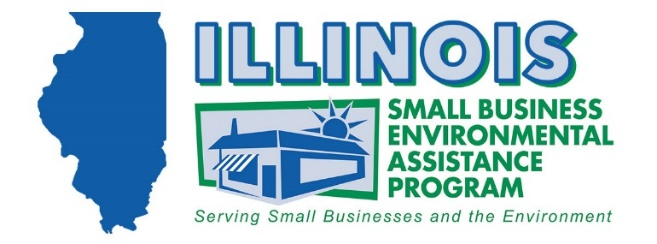 ILLINOIS
SMALL BUSINESS
ENVIRONMENTAL
ASSISTANCE
PROGRAM
Serving Small Businesses and the Environment